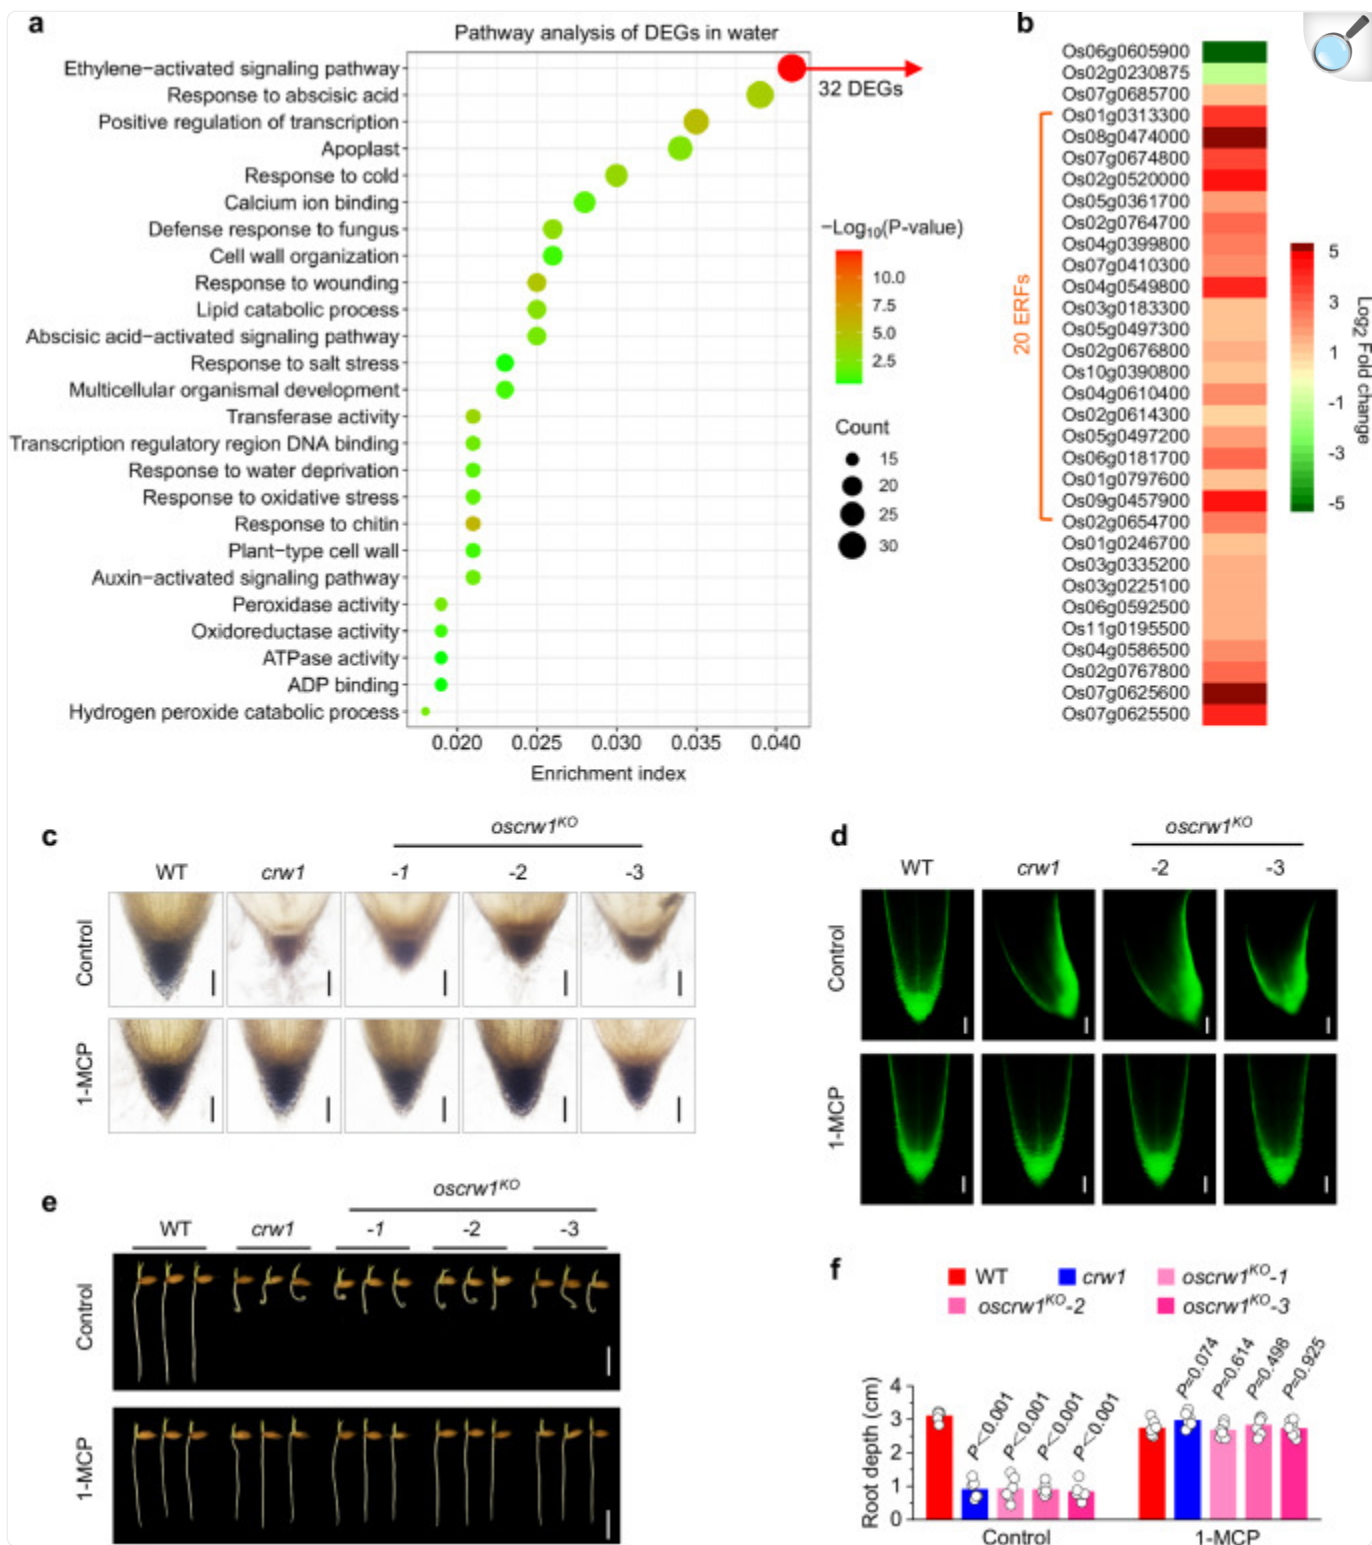 a
Pathway analysis of DEGs in water
Ethylene−activated signaling pathway
Response to abscisic acid
Positive regulation of transcription
Apoplast
Response to cold
Calcium ion binding
Defense response to fungus
Cell wall organization
Response to wounding
Lipid catabolic process
Abscisic acid−activated signaling pathway
Response to salt stress
Multicellular organismal development
Transferase activity
Transcription regulatory region DNA binding
Response to water deprivation
Response to oxidative stress
Response to chitin
Plant−type cell wall
Auxin−activated signaling pathway
Peroxidase activity
Oxidoreductase activity
ATPase activity
ADP binding
Hydrogen peroxide catabolic process
0.020 0.025 0.030 0.035 0.040
Enrichment index
32 DEGs
−Log₁₀(P-value)
10.0
7.5
5.0
2.5
Count
15
20
25
30
b
Os06g0605900
Os02g0230875
Os07g0685700
Os01g0313300
Os08g0474000
Os07g0674800
Os02g0520000
Os05g0361700
Os02g0764700
Os04g0399800
Os07g0410300
Os04g0549800
Os03g0183300
Os05g0497300
Os02g0676800
Os10g0390800
Os04g0610400
Os02g0614300
Os05g0497200
Os06g0181700
Os01g0797600
Os09g0457900
Os02g0654700
Os01g0246700
Os03g0335200
Os03g0225100
Os06g0592500
Os11g0195500
Os04g0586500
Os02g0767800
Os07g0625600
Os07g0625500
20 ERFs
5
3
1
-1
-3
-5
Log₂ Fold change
c
oscrw1ᴷᴼ
WT crw1 -1 -2 -3
Control
1-MCP
d
oscrw1ᴷᴼ
WT crw1 -2 -3
Control
1-MCP
e
oscrw1ᴷᴼ
WT crw1 -1 -2 -3
Control
1-MCP
f
WT crw1 oscrw1ᴷᴼ-1
oscrw1ᴷᴼ-2 oscrw1ᴷᴼ-3
Root depth (cm)
4
3
2
1
0
P<0.001
P<0.001
P<0.001
P<0.001
P=0.074
P=0.614
P=0.498
P=0.925
Control 1-MCP